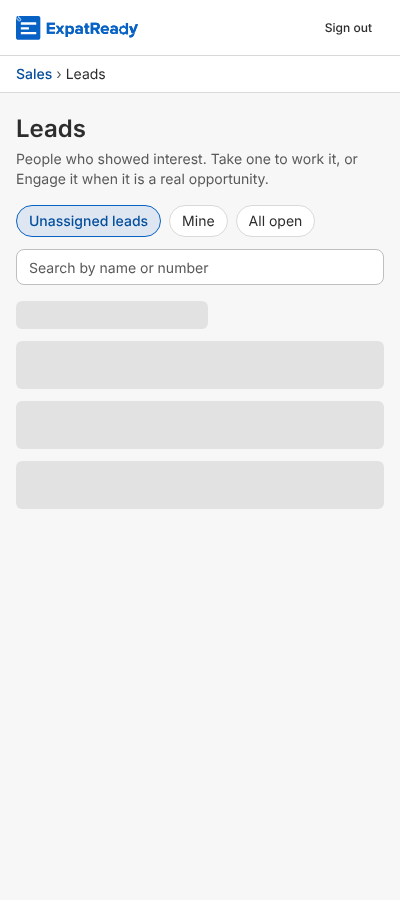 ExpatReady
Sign out
Sales › Leads
Leads
People who showed interest. Take one to work it, or
Engage it when it is a real opportunity.
Unassigned leads
Mine
All open
Search by name or number